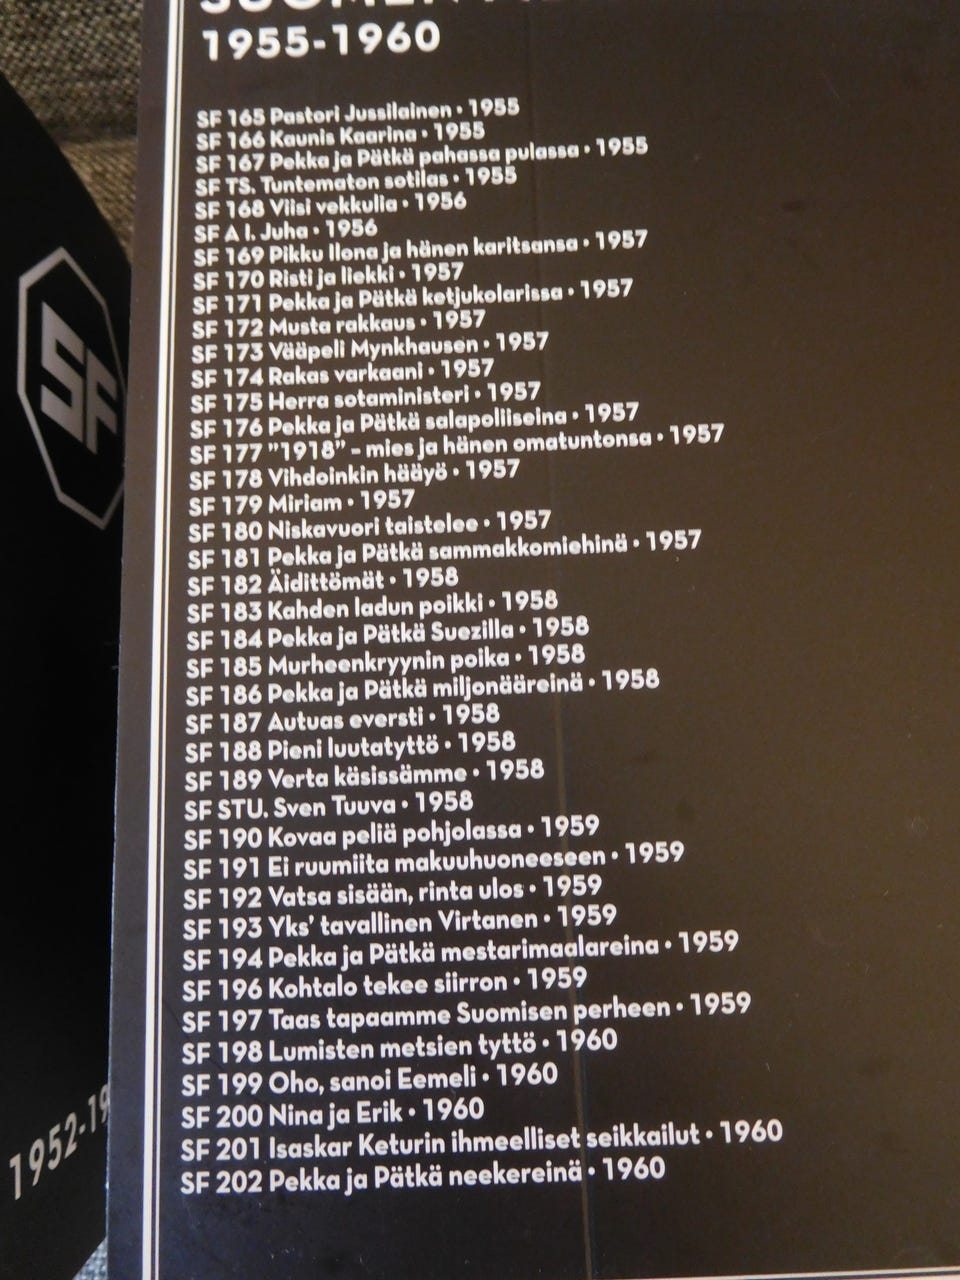 1955-1960
SF 165 Pastori Jussilainen • 1955
SF 166 Kaunis Kaarina • 1955
SF 167 Pekka ja Pätkä pahassa pulassa • 1955
SF TS. Tuntematon sotilas • 1955
SF 168 Viisi vekkulia • 1956
SF A I. Juha • 1956
SF 169 Pikku Ilona ja hänen karitsansa • 1957
SF 170 Risti ja liekki • 1957
SF 171 Pekka ja Pätkä ketjukolarissa • 1957
SF 172 Musta rakkaus • 1957
SF 173 Vääpeli Mynkhausen • 1957
SF 174 Rakas varkaani • 1957
SF 175 Herra sotaministeri • 1957
SF 176 Pekka ja Pätkä salapoliiseina • 1957
SF 177 ”1918” – mies ja hänen omatuntonsa • 1957
SF 178 Vihdoinkin hääyö • 1957
SF 179 Miriam • 1957
SF 180 Niskavuori taistelee • 1957
SF 181 Pekka ja Pätkä sammakkomiehinä • 1957
SF 182 Äidittömät • 1958
SF 183 Kahden ladun poikki • 1958
SF 184 Pekka ja Pätkä Suezilla • 1958
SF 185 Murheenkryynin poika • 1958
SF 186 Pekka ja Pätkä miljonääreinä • 1958
SF 187 Autuas eversti • 1958
SF 188 Pieni luutatyttö • 1958
SF 189 Verta käsissämme • 1958
SF STU. Sven Tuuva • 1958
SF 190 Kovaa peliä pohjolassa • 1959
SF 191 Ei ruumiita makuuhuoneeseen • 1959
SF 192 Vatsa sisään, rinta ulos • 1959
SF 193 Yks’ tavallinen Virtanen • 1959
SF 194 Pekka ja Pätkä mestarimaalareina • 1959
SF 196 Kohtalo tekee siirron • 1959
SF 197 Taas tapaamme Suomisen perheen • 1959
SF 198 Lumisten metsien tyttö • 1960
SF 199 Oho, sanoi Eemeli • 1960
SF 200 Nina ja Erik • 1960
SF 201 Isaskar Keturin ihmeelliset seikkailut • 1960
SF 202 Pekka ja Pätkä neekereinä • 1960
SF
1952-19